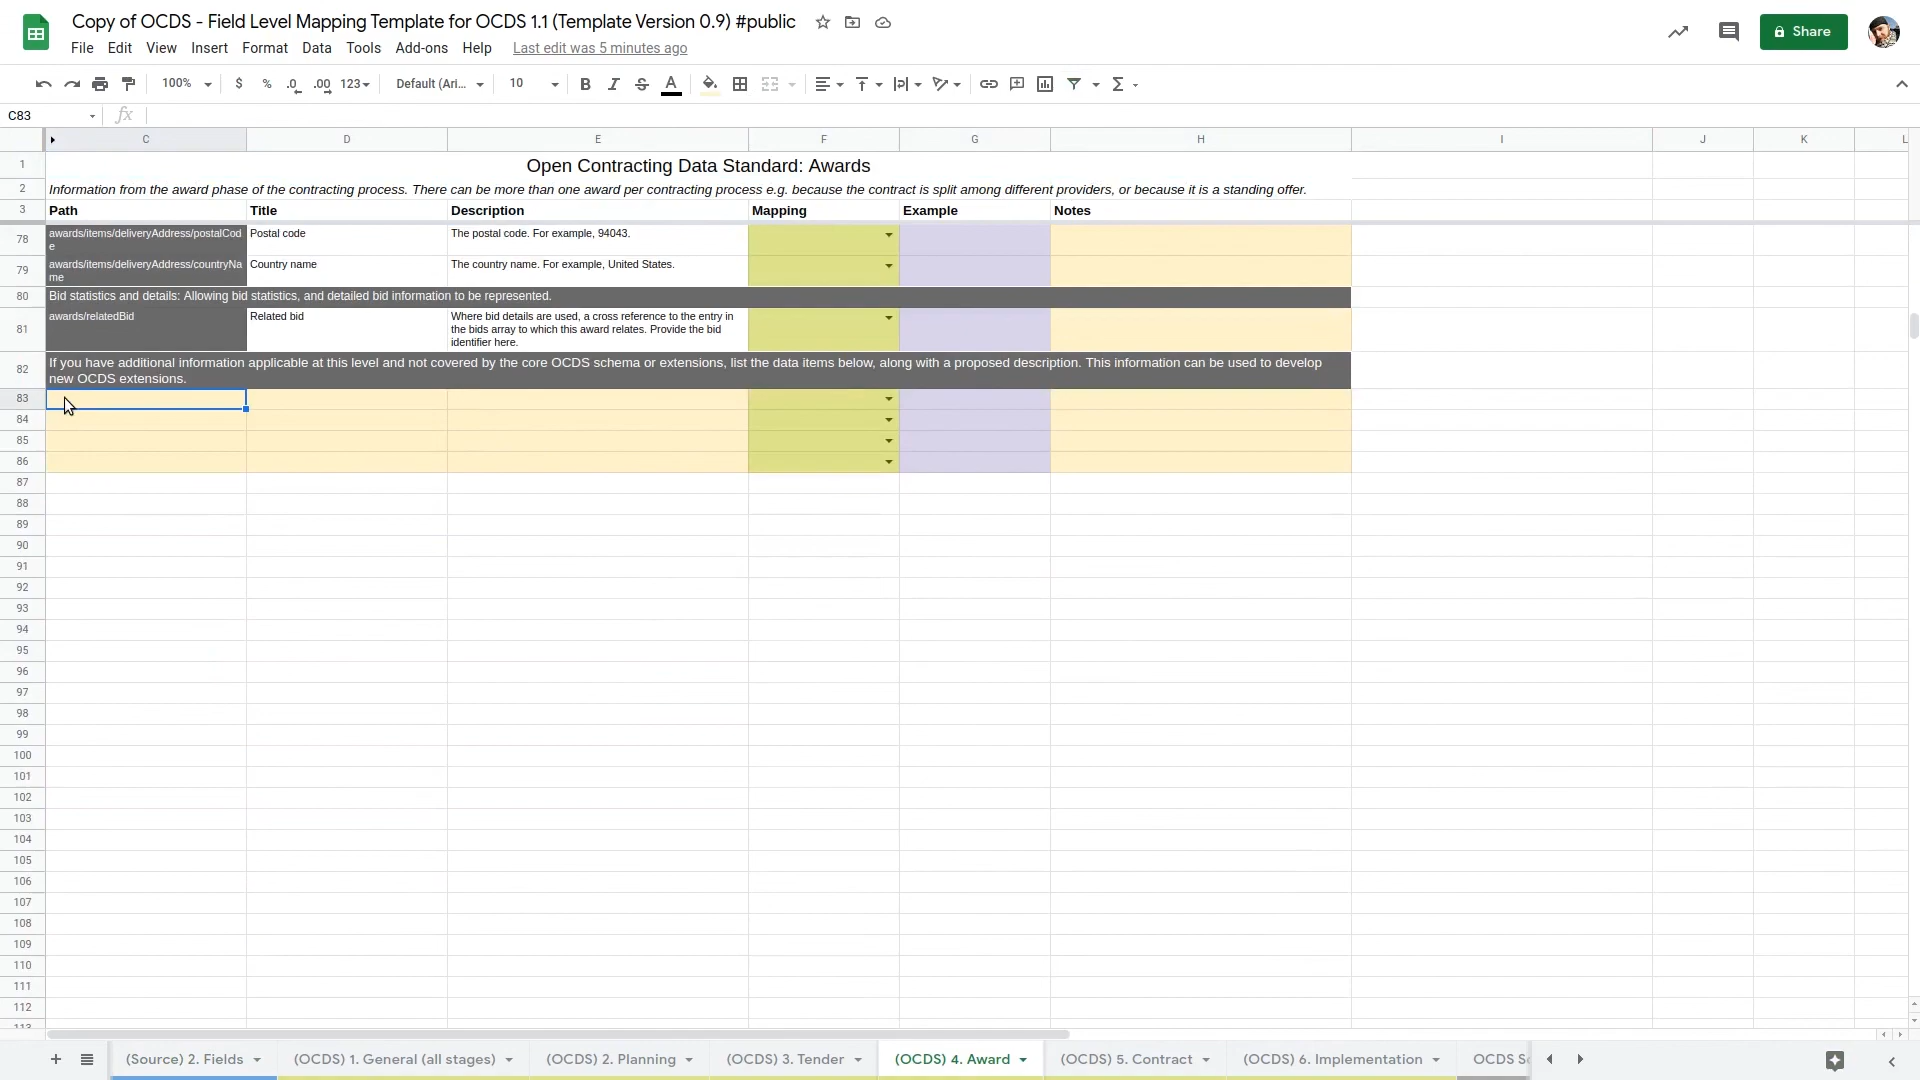 Copy of OCDS - Field Level Mapping Template for OCDS 1.1 (Template Version 0.9) #public
File Edit View Insert Format Data Tools Add-ons Help Last edit was 5 minutes ago
Share
100% $ % .0 .00 123 Default (Ari... 10 B I S A Σ
C83 fx
C D E F G H I J K L
1 Open Contracting Data Standard: Awards
2 Information from the award phase of the contracting process. There can be more than one award per contracting process e.g. because the contract is split among different providers, or because it is a standing offer.
3 Path Title Description Mapping Example Notes
78 awards/items/deliveryAddress/postalCod Postal code The postal code. For example, 94043.
e
79 awards/items/deliveryAddress/countryNa Country name The country name. For example, United States.
me
80 Bid statistics and details: Allowing bid statistics, and detailed bid information to be represented.
81 awards/relatedBid Related bid Where bid details are used, a cross reference to the entry in
the bids array to which this award relates. Provide the bid
identifier here.
82 If you have additional information applicable at this level and not covered by the core OCDS schema or extensions, list the data items below, along with a proposed description. This information can be used to develop
new OCDS extensions.
83
84
85
86
87
88
89
90
91
92
93
94
95
96
97
98
99
100
101
102
103
104
105
106
107
108
109
110
111
112
113
+ (Source) 2. Fields (OCDS) 1. General (all stages) (OCDS) 2. Planning (OCDS) 3. Tender (OCDS) 4. Award (OCDS) 5. Contract (OCDS) 6. Implementation OCDS S